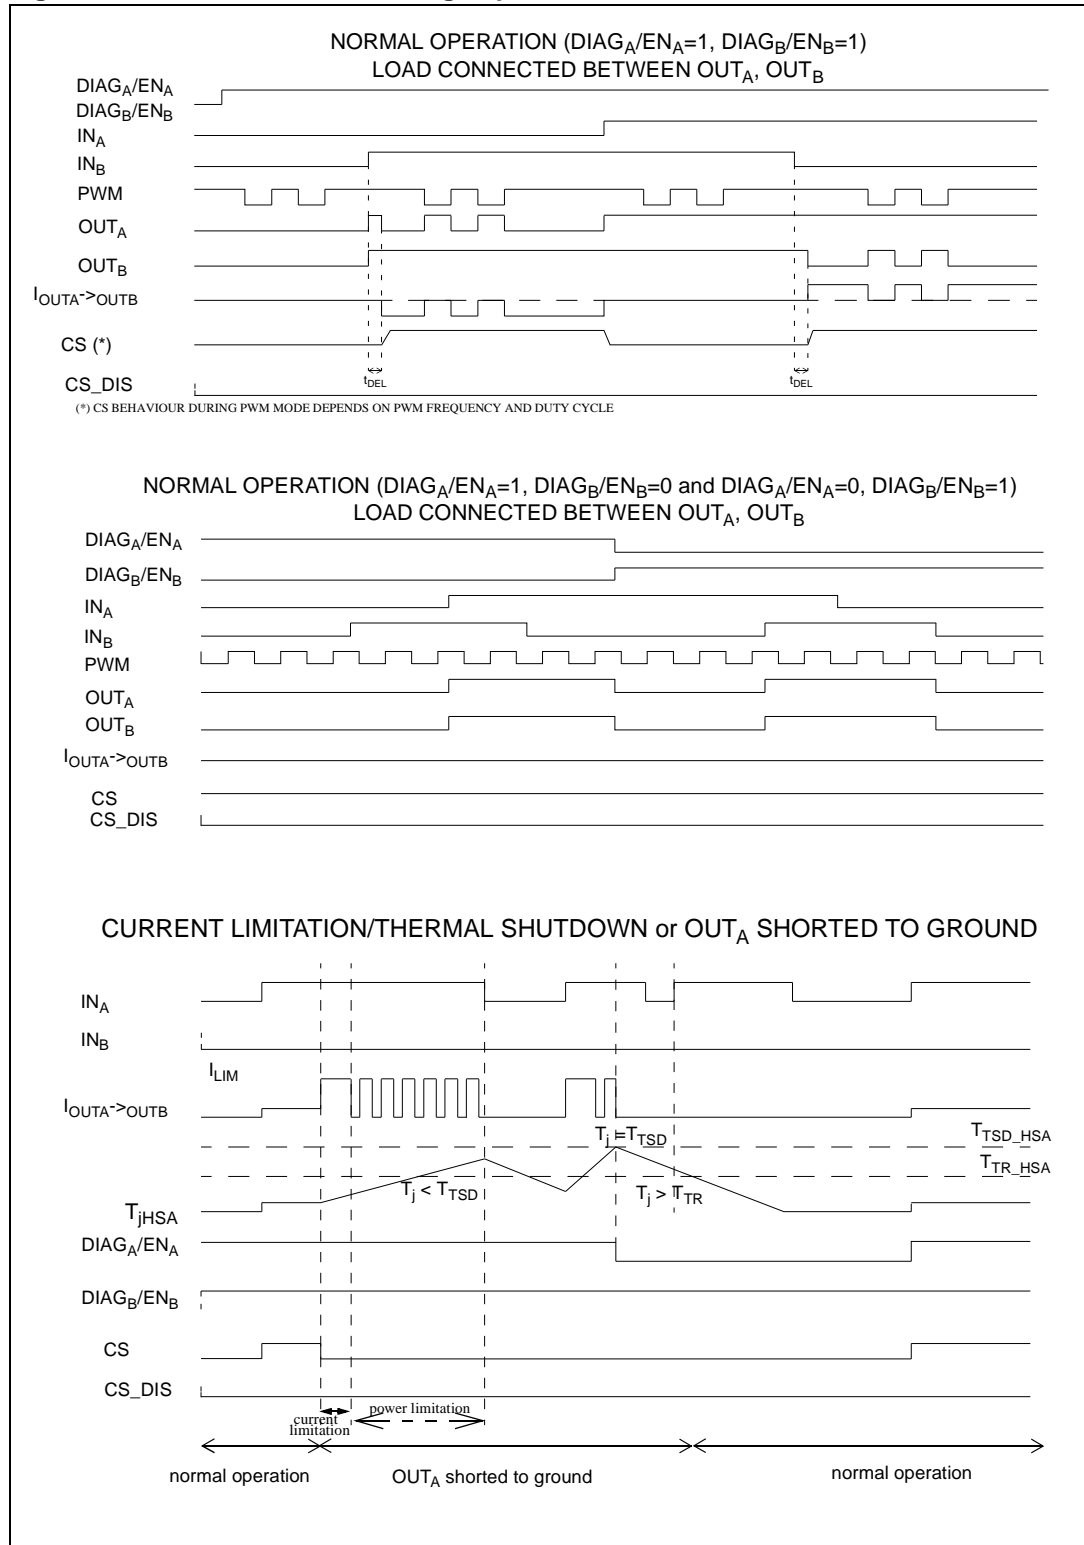 NORMAL OPERATION (DIAGA/ENA=1, DIAGB/ENB=1)
LOAD CONNECTED BETWEEN OUTA, OUTB
DIAGA/ENA
DIAGB/ENB
INA
INB
PWM
OUTA
OUTB
IOUTA->OUTB
CS (*)
tDEL
tDEL
CS_DIS
(*) CS BEHAVIOUR DURING PWM MODE DEPENDS ON PWM FREQUENCY AND DUTY CYCLE
NORMAL OPERATION (DIAGA/ENA=1, DIAGB/ENB=0 and DIAGA/ENA=0, DIAGB/ENB=1)
LOAD CONNECTED BETWEEN OUTA, OUTB
DIAGA/ENA
DIAGB/ENB
INA
INB
PWM
OUTA
OUTB
IOUTA->OUTB
CS
CS_DIS
CURRENT LIMITATION/THERMAL SHUTDOWN or OUTA SHORTED TO GROUND
INA
INB
ILIM
IOUTA->OUTB
Tj = TTSD
TTSD_HSA
TTR_HSA
Tj < TTSD
Tj > TTR
TjHSA
DIAGA/ENA
DIAGB/ENB
CS
CS_DIS
current
limitation
power limitation
normal operation
OUTA shorted to ground
normal operation